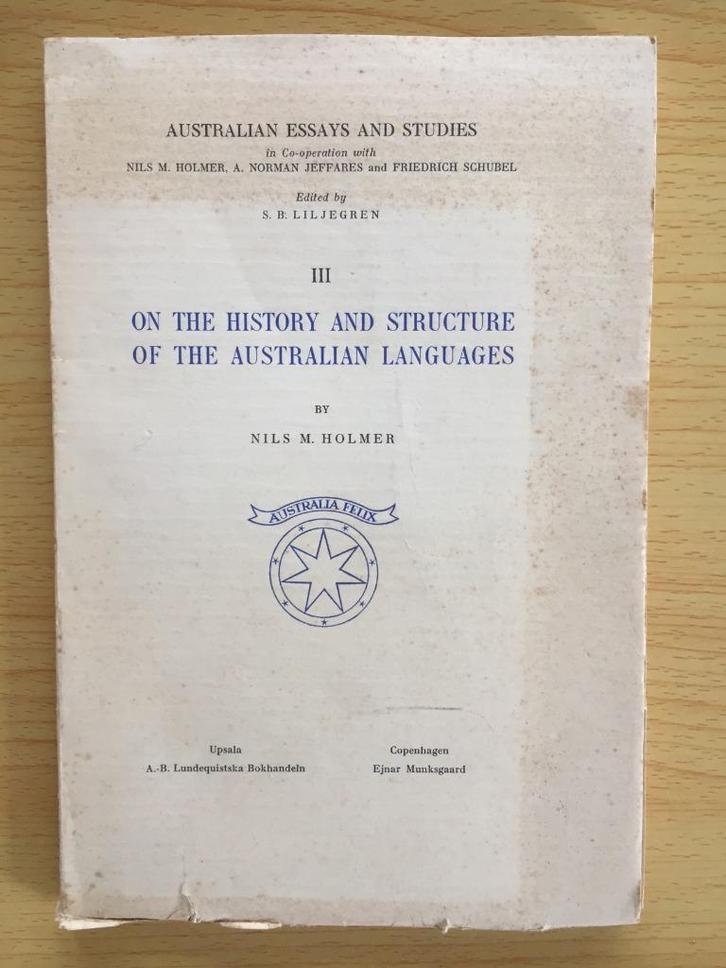 AUSTRALIAN ESSAYS AND STUDIES
in Co-operation with
NILS M. HOLMER, A. NORMAN JEFFARES and FRIEDRICH SCHUBEL
Edited by
S. B. LILJEGREN
III
ON THE HISTORY AND STRUCTURE
OF THE AUSTRALIAN LANGUAGES
BY
NILS M. HOLMER
AUSTRALIA FELIX
Upsala
A.-B. Lundequistska Bokhandeln
Copenhagen
Ejnar Munksgaard